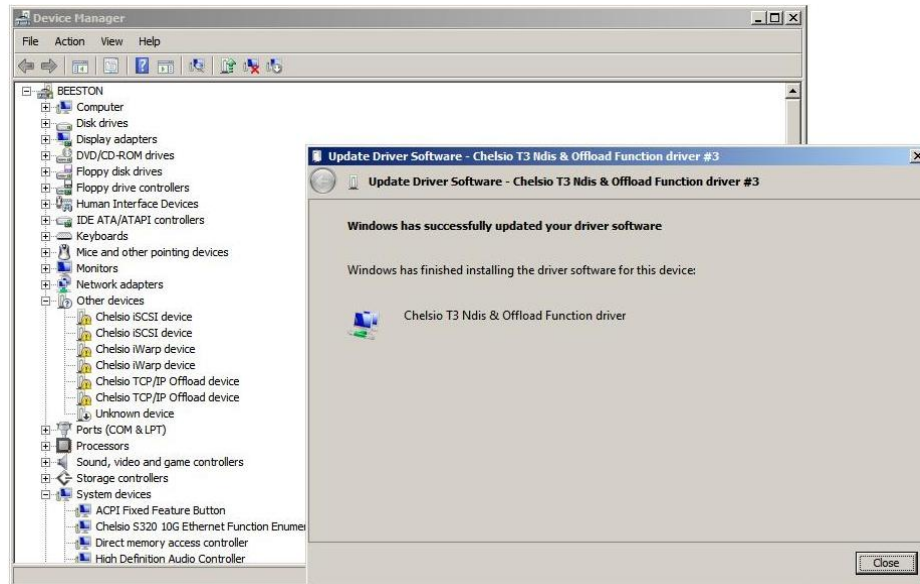 Device Manager
File Action View Help
BEESTON
Computer
Disk drives
Display adapters
DVD/CD-ROM drives
Floppy disk drives
Floppy drive controllers
Human Interface Devices
IDE ATA/ATAPI controllers
Keyboards
Mice and other pointing devices
Monitors
Network adapters
Other devices
Chelsio iSCSI device
Chelsio iSCSI device
Chelsio iWarp device
Chelsio iWarp device
Chelsio TCP/IP Offload device
Chelsio TCP/IP Offload device
Unknown device
Ports (COM & LPT)
Processors
Sound, video and game controllers
Storage controllers
System devices
ACPI Fixed Feature Button
Chelsio S320 10G Ethernet Function Enume
Direct memory access controller
High Definition Audio Controller
Update Driver Software - Chelsio T3 Ndis & Offload Function driver #3
Update Driver Software - Chelsio T3 Ndis & Offload Function driver #3
Windows has successfully updated your driver software
Windows has finished installing the driver software for this device:
Chelsio T3 Ndis & Offload Function driver
Close